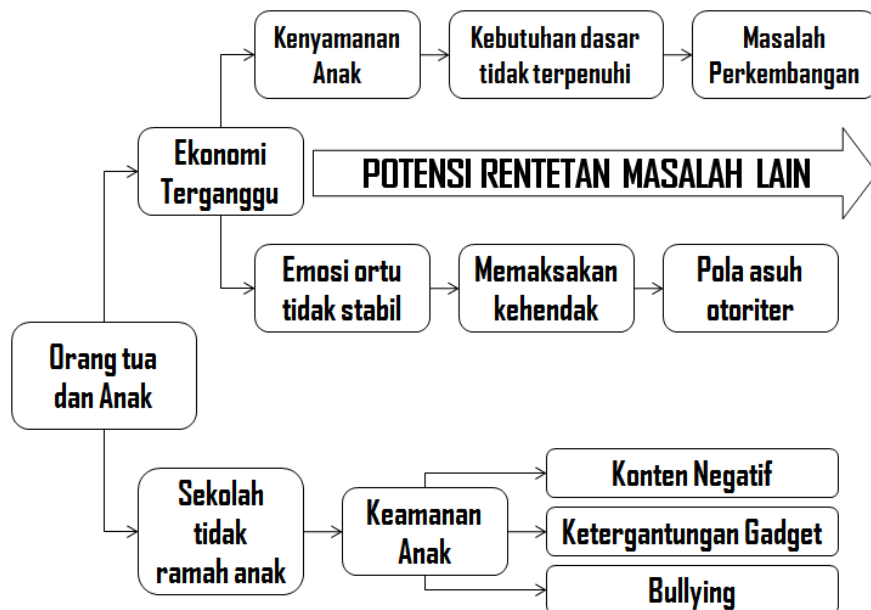 Kenyamanan
Anak
Kebutuhan dasar
tidak terpenuhi
Masalah
Perkembangan
Ekonomi
Terganggu
POTENSI RENTETAN MASALAH LAIN
Emosi ortu
tidak stabil
Memaksakan
kehendak
Pola asuh
otoriter
Orang tua
dan Anak
Sekolah
tidak
ramah anak
Keamanan
Anak
Konten Negatif
Ketergantungan Gadget
Bullying